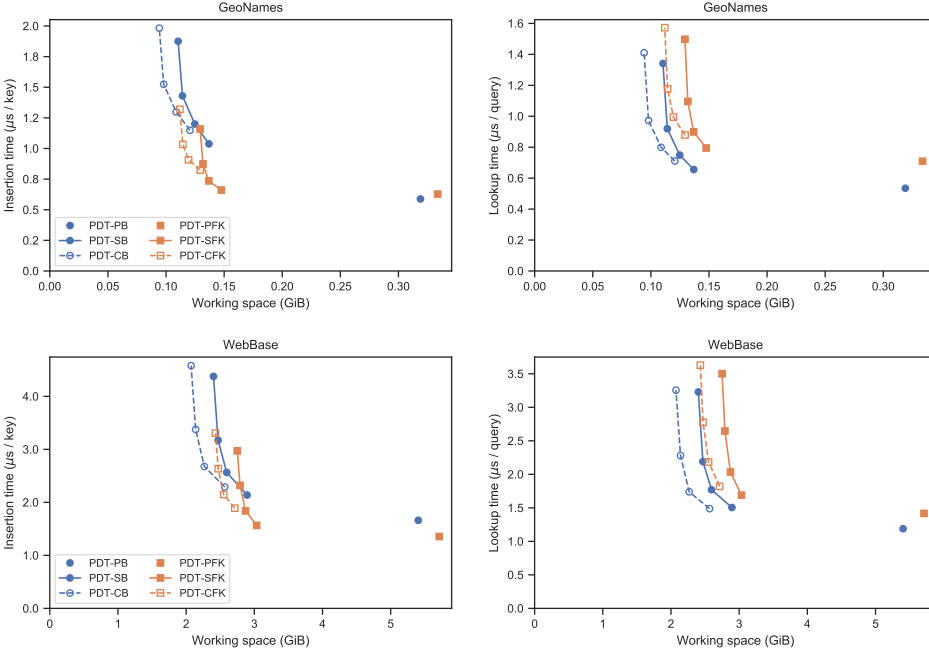 GeoNames
Insertion time (μs / key)
2.0
1.8
1.5
1.2
1.0
0.8
0.5
0.2
0.0
PDT-PB
PDT-SB
PDT-CB
PDT-PFK
PDT-SFK
PDT-CFK
0.00 0.05 0.10 0.15 0.20 0.25 0.30
Working space (GiB)
GeoNames
Lookup time (μs / query)
1.6
1.4
1.2
1.0
0.8
0.6
0.4
0.2
0.0
0.00 0.05 0.10 0.15 0.20 0.25 0.30
Working space (GiB)
WebBase
Insertion time (μs / key)
4.0
3.0
2.0
1.0
0.0
PDT-PB
PDT-SB
PDT-CB
PDT-PFK
PDT-SFK
PDT-CFK
0 1 2 3 4 5
Working space (GiB)
WebBase
Lookup time (μs / query)
3.5
3.0
2.5
2.0
1.5
1.0
0.5
0.0
0 1 2 3 4 5
Working space (GiB)